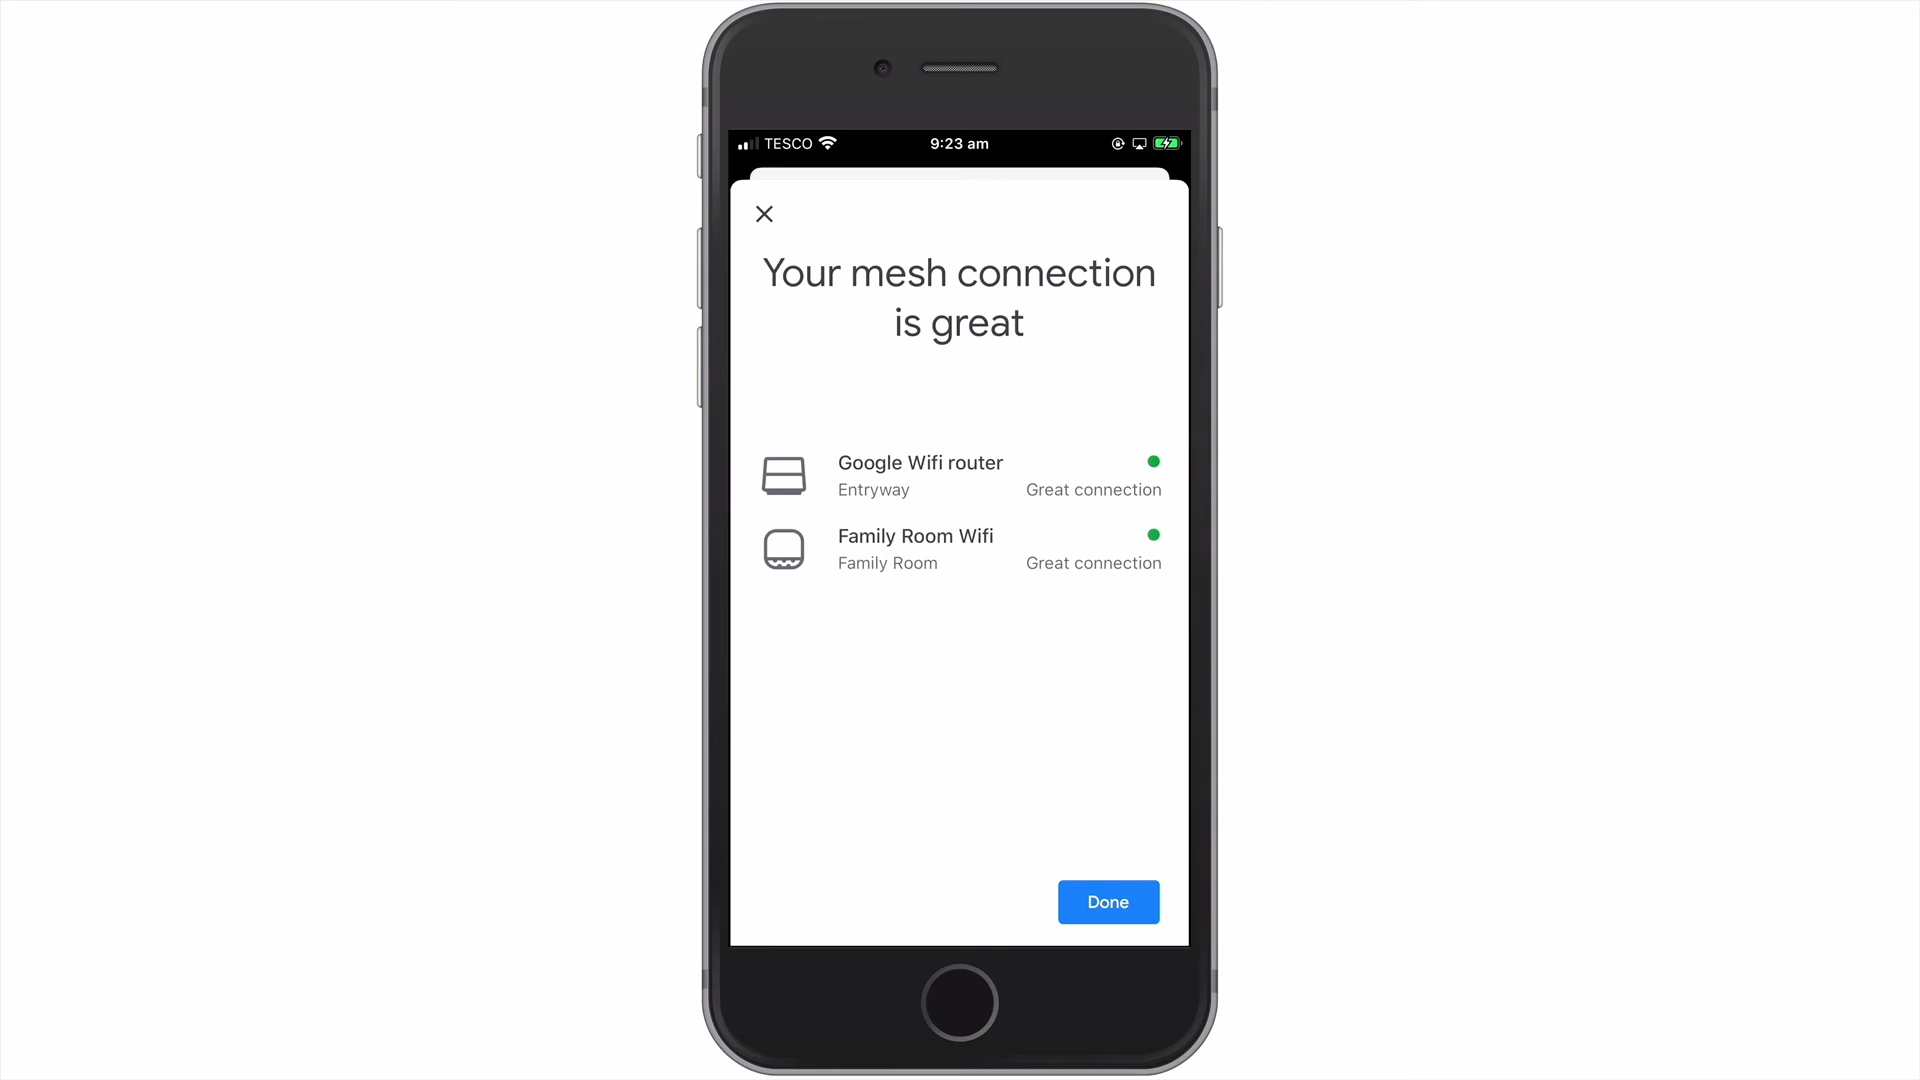 TESCO 9:23 am
Your mesh connection
is great
Google Wifi router
Entryway Great connection
Family Room Wifi
Family Room Great connection
Done